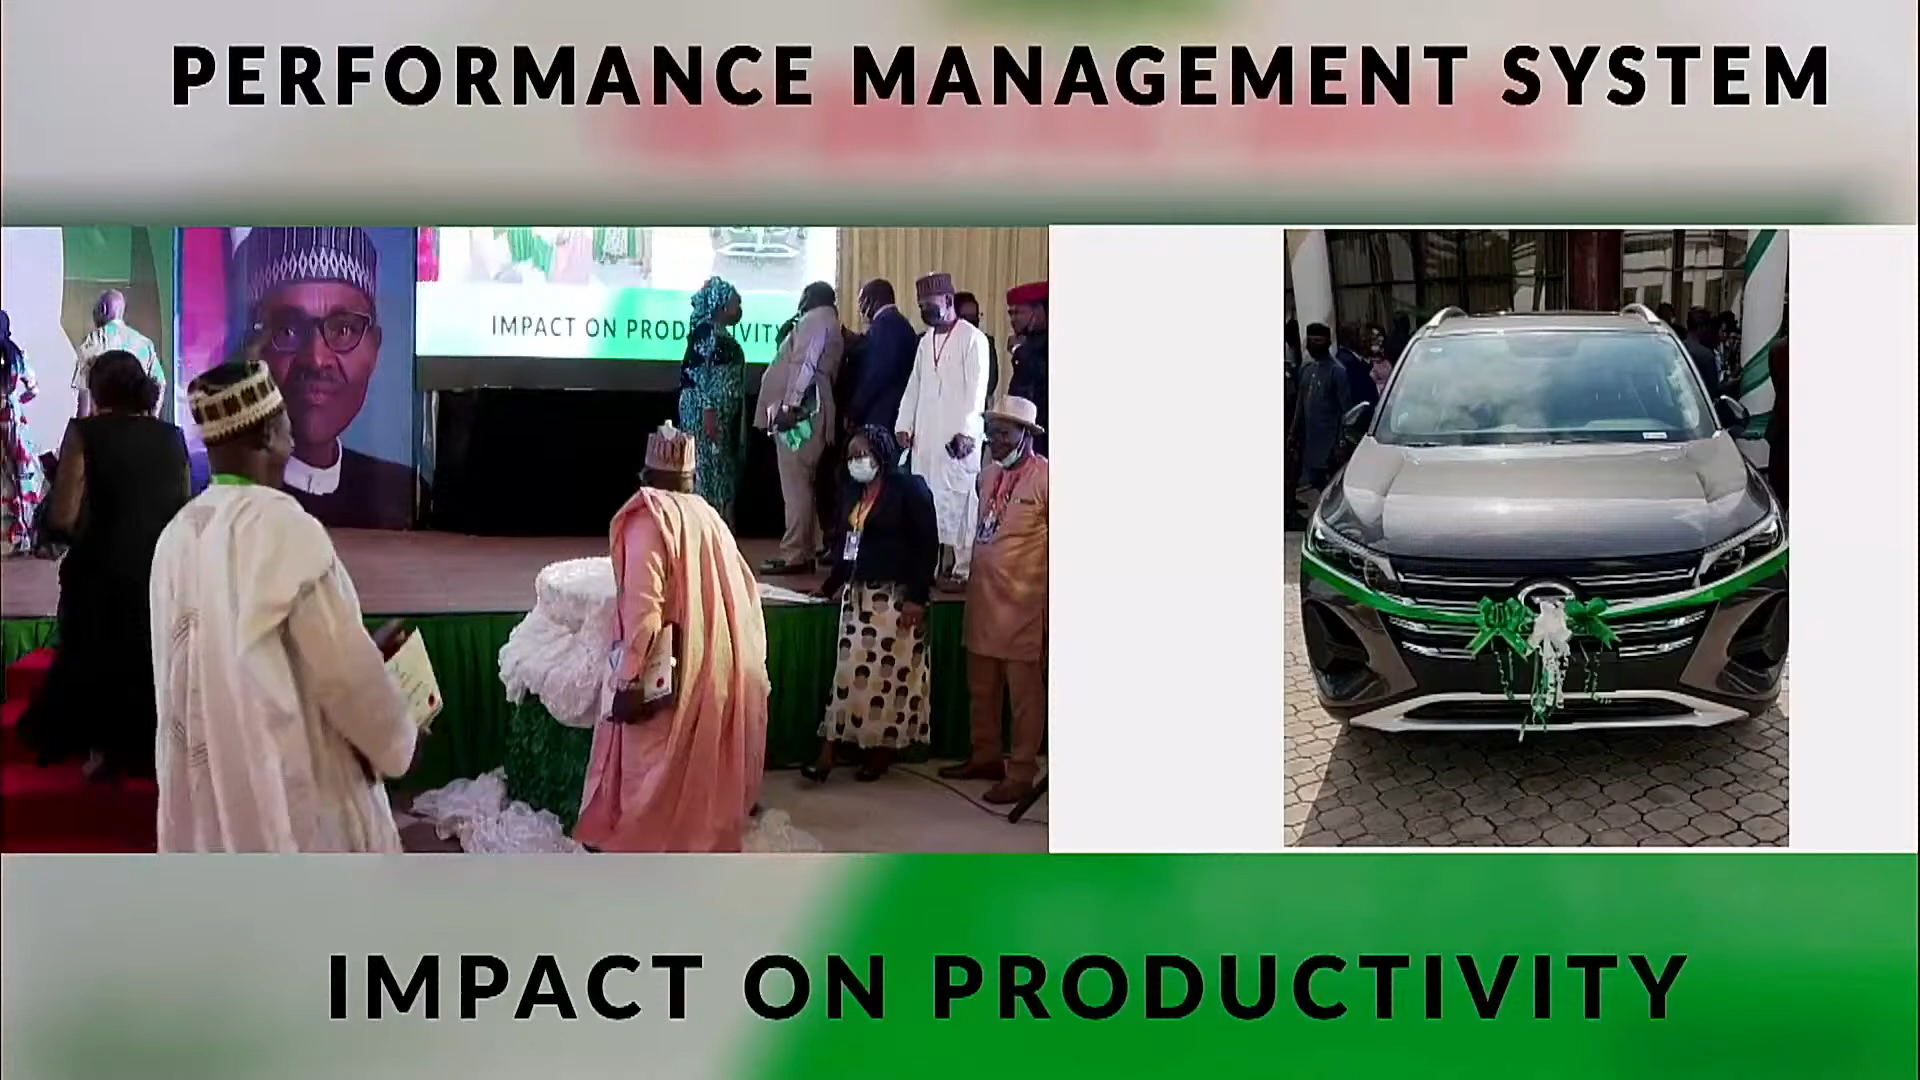 PERFORMANCE MANAGEMENT SYSTEM
IMPACT ON PRODUCTIVITY
IMPACT ON PRODUCTIVITY